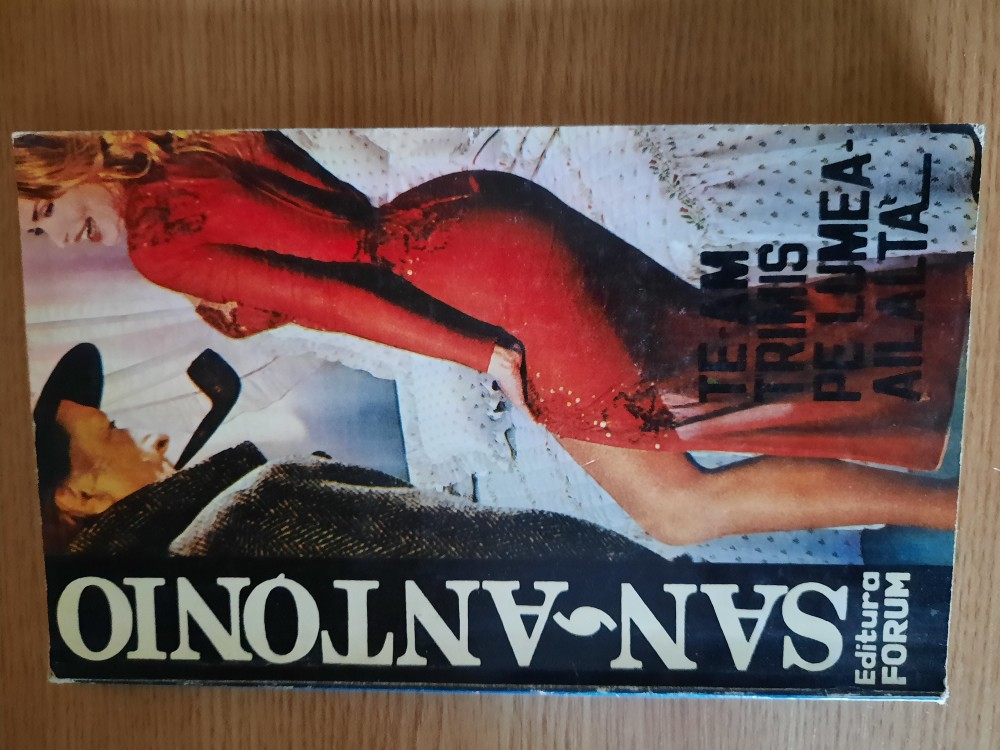 SAN-ANTONIO
TE-AM
TRIMIS
PE LUMEA-
AILALTĂ
Editura
FORUM